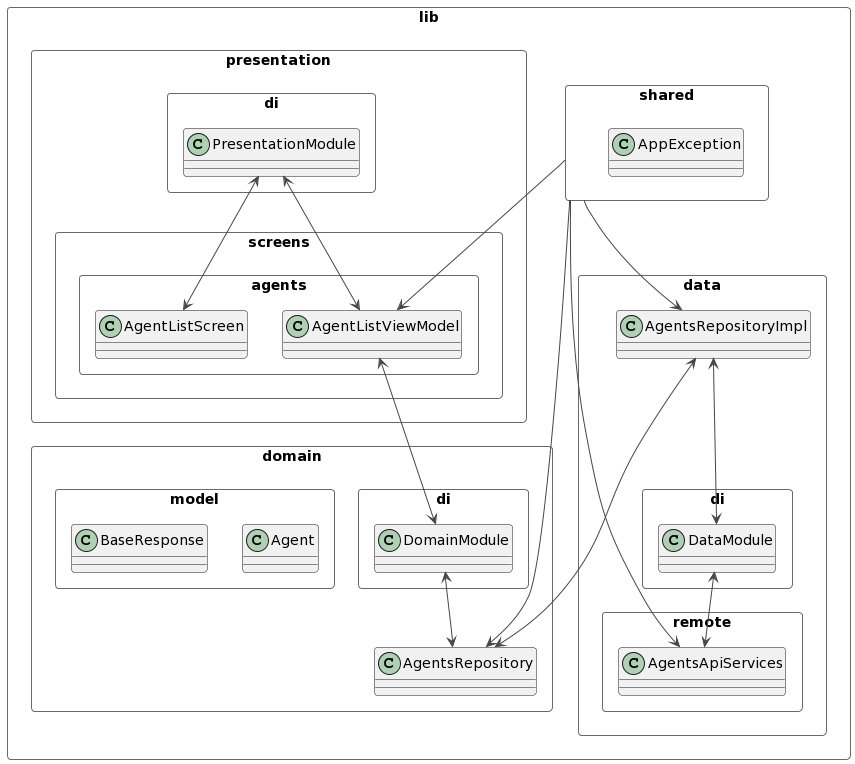 lib
presentation
di
C PresentationModule
shared
C AppException
screens
agents
C AgentListScreen
C AgentListViewModel
data
C AgentsRepositoryImpl
domain
model
C BaseResponse
C Agent
di
C DomainModule
di
C DataModule
C AgentsRepository
remote
C AgentsApiServices